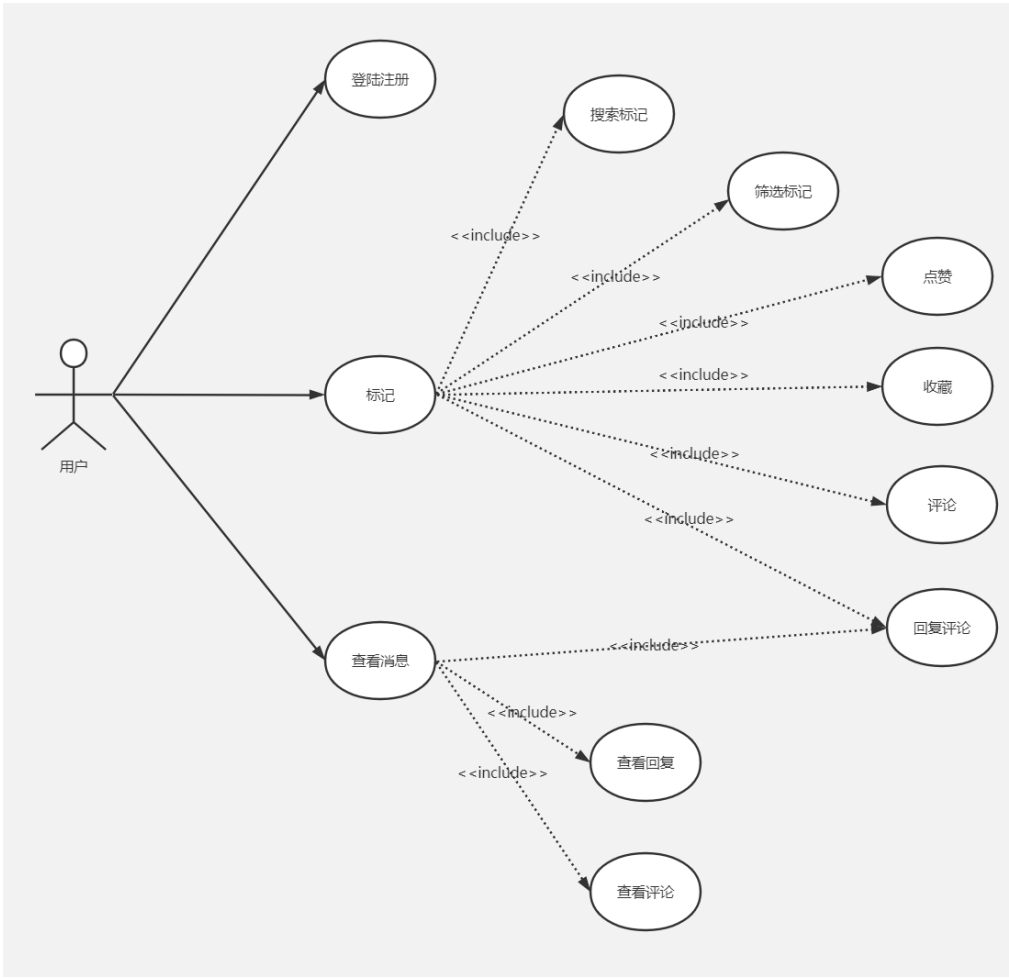 登陆注册
搜索标记
筛选标记
<<include>>
<<include>>
点赞
<<include>>
<<include>>
收藏
标记
<<include>>
用户
评论
<<include>>
回复评论
<<include>>
查看消息
<<include>>
查看回复
<<include>>
查看评论